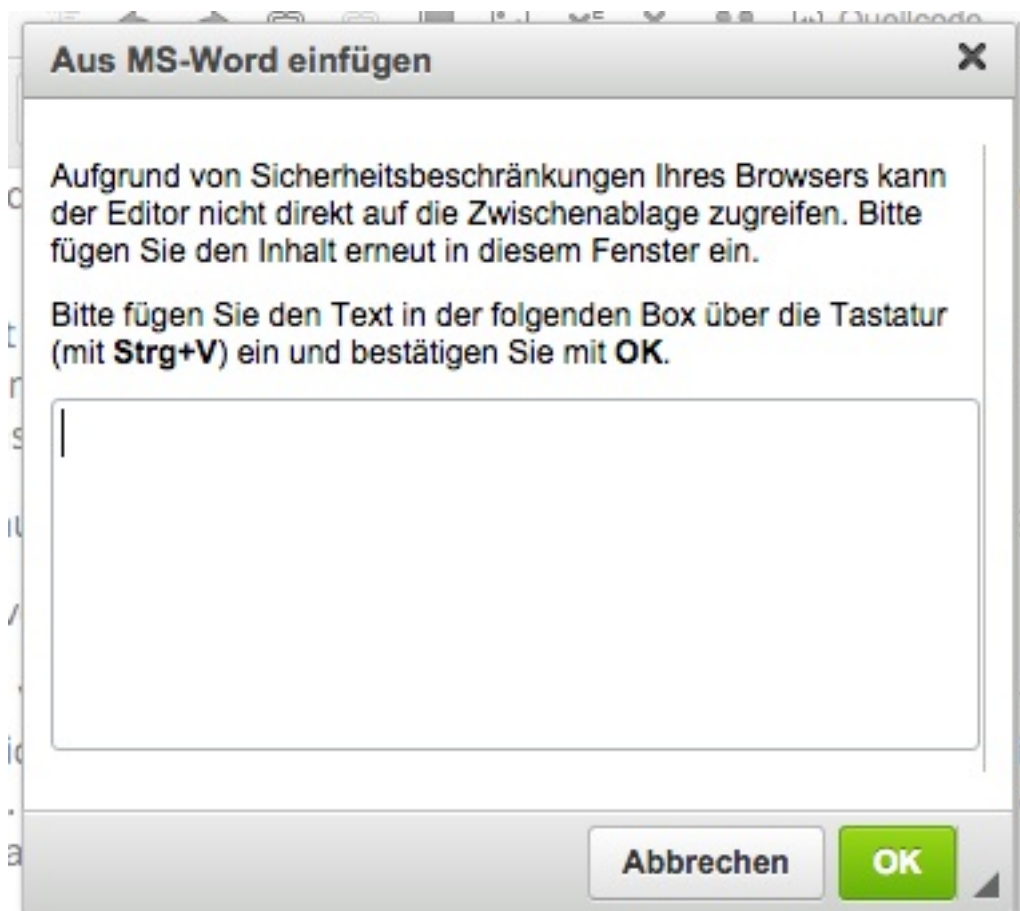 Quellcode
Aus MS-Word einfügen
Aufgrund von Sicherheitsbeschränkungen Ihres Browsers kann
der Editor nicht direkt auf die Zwischenablage zugreifen. Bitte
fügen Sie den Inhalt erneut in diesem Fenster ein.
Bitte fügen Sie den Text in der folgenden Box über die Tastatur
(mit Strg+V) ein und bestätigen Sie mit OK.
Abbrechen
OK